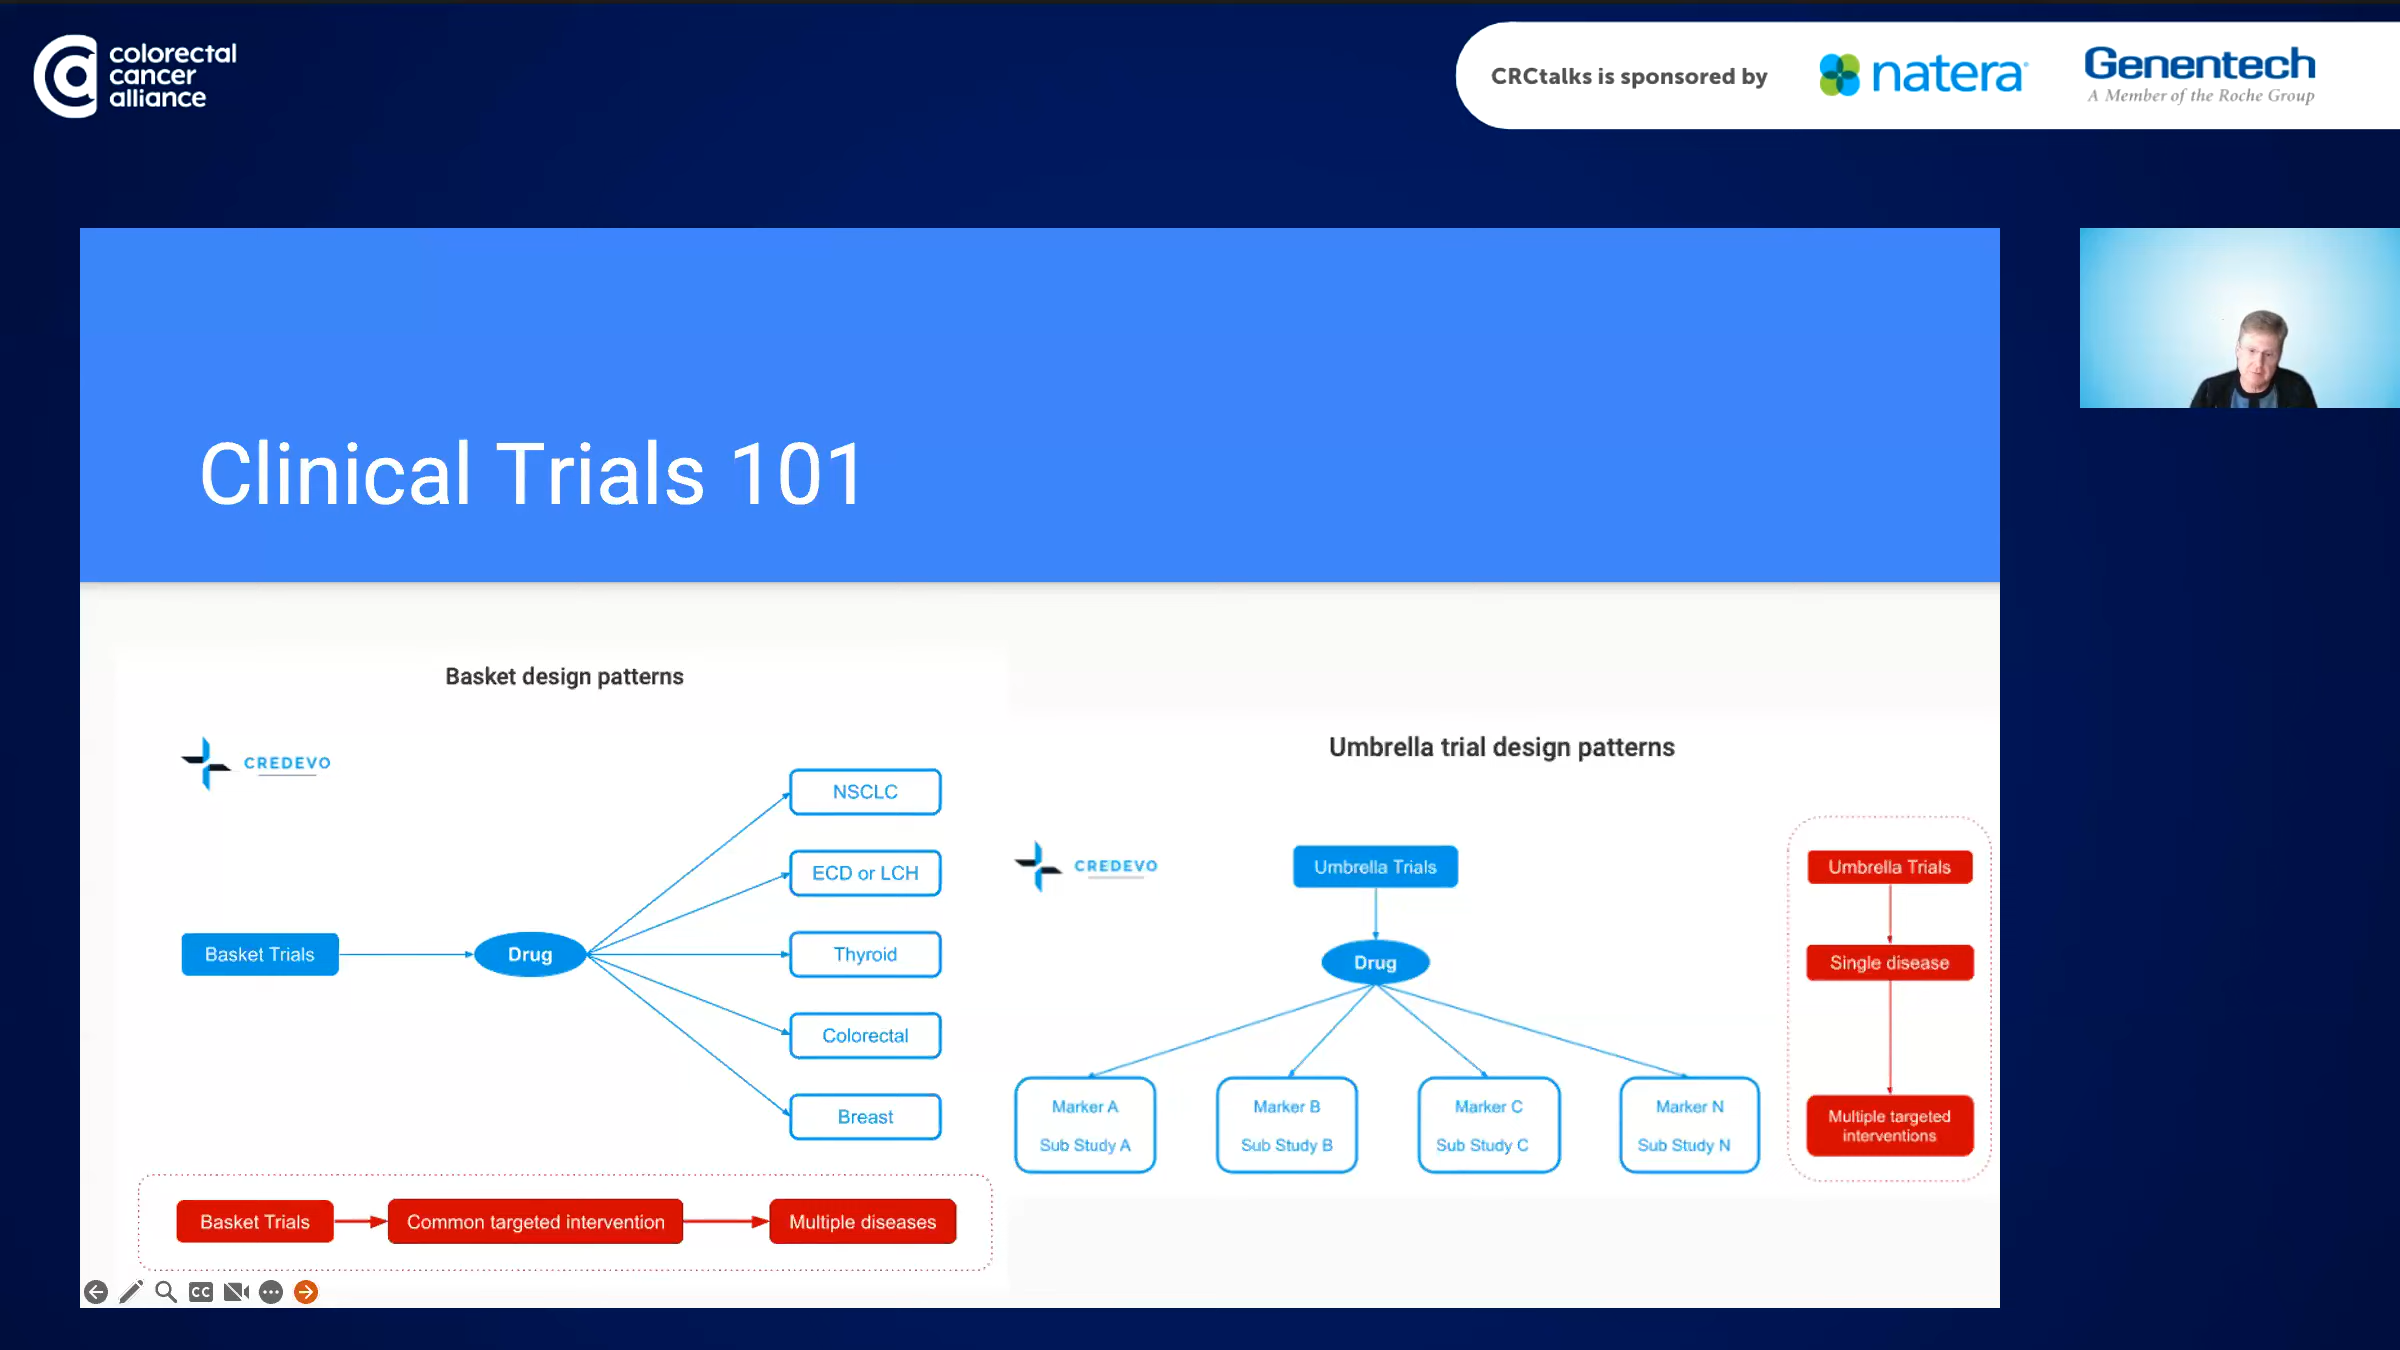 colorectal
cancer
alliance
CRCtalks is sponsored by
natera
Genentech
A Member of the Roche Group
Clinical Trials 101
Basket design patterns
CREDEVO
NSCLC
ECD or LCH
Basket Trials
Drug
Thyroid
Colorectal
Breast
Basket Trials
Common targeted intervention
Multiple diseases
Umbrella trial design patterns
CREDEVO
Umbrella Trials
Drug
Marker A
Sub Study A
Marker B
Sub Study B
Marker C
Sub Study C
Marker N
Sub Study N
Umbrella Trials
Single disease
Multiple targeted
interventions
CC